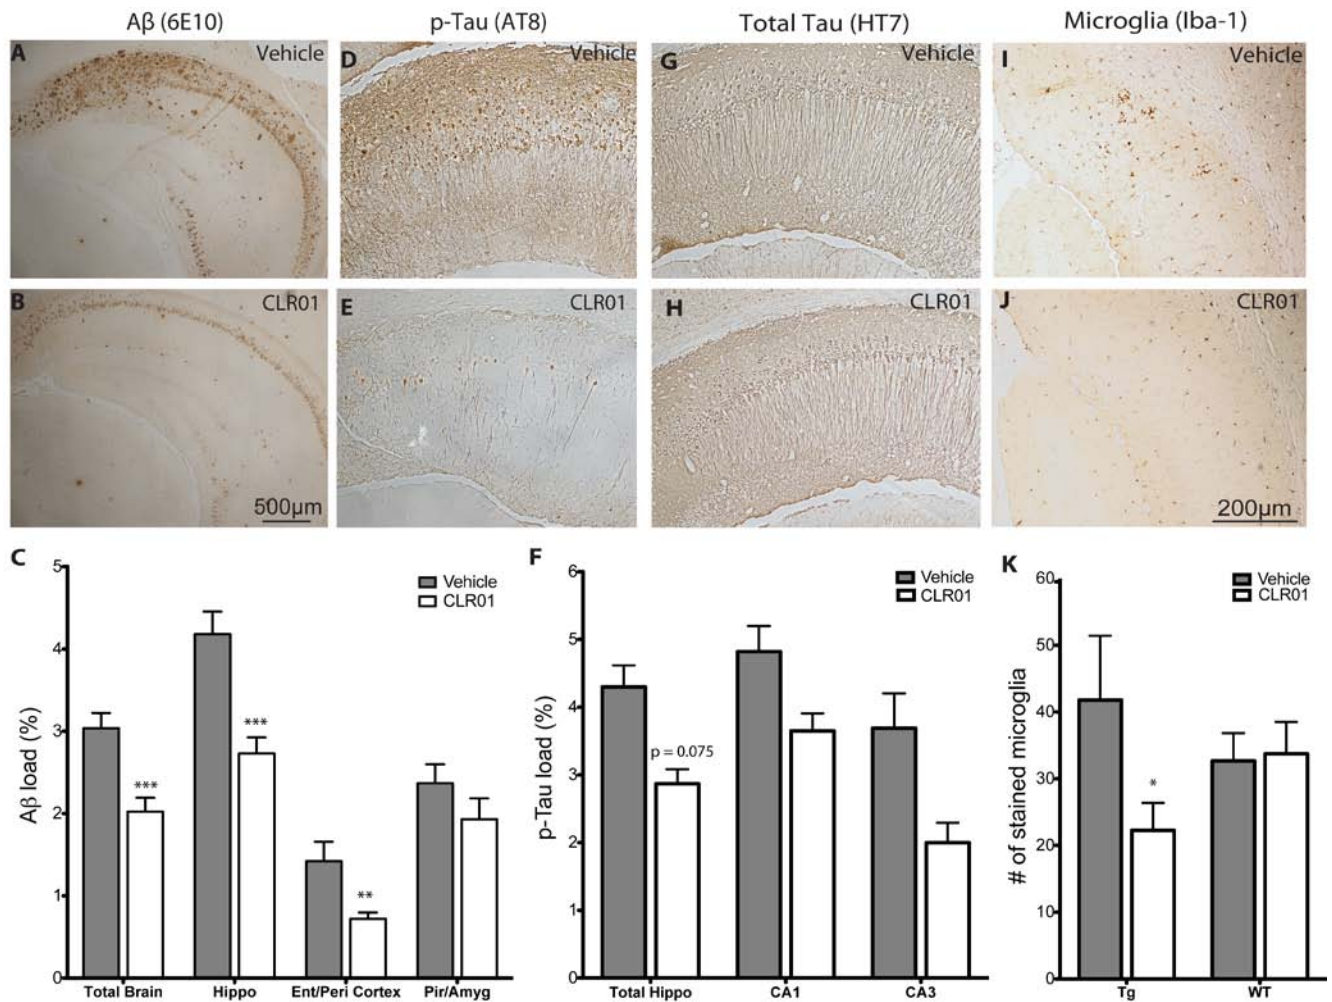 Aβ (6E10)
p-Tau (AT8)
Total Tau (HT7)
Microglia (Iba-1)
A
Vehicle
D
Vehicle
G
Vehicle
I
Vehicle
B
CLR01
E
CLR01
H
CLR01
J
CLR01
500µm
200µm
C
Aβ load (%)
5
4
3
2
1
0
Vehicle
CLR01
***
***
**
Total Brain
Hippo
Ent/Peri Cortex
Pir/Amyg
F
p-Tau load (%)
6
5
4
3
2
1
0
Vehicle
CLR01
p = 0.075
Total Hippo
CA1
CA3
K
# of stained microglia
60
50
40
30
20
10
0
Vehicle
CLR01
*
Tg
WT